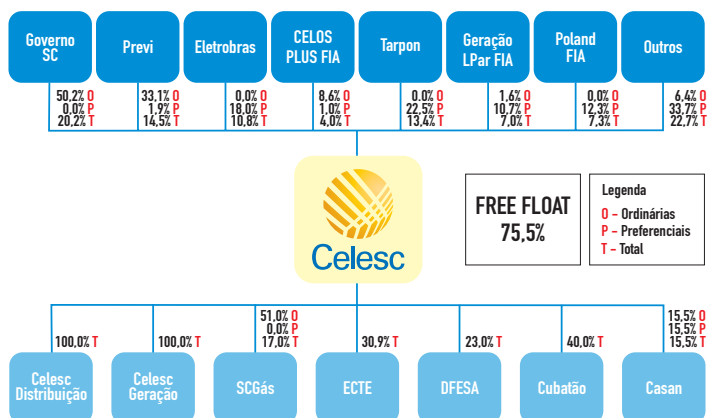 Governo
SC
Previ
Eletrobras
CELOS
PLUS FIA
Tarpon
Geração
LPar FIA
Poland
FIA
Outros
50,2% O
0,0% P
20,2% T
33,1% O
1,9% P
14,5% T
0,0% O
18,0% P
10,8% T
8,6% O
1,0% P
4,0% T
0,0% O
22,5% P
13,4% T
1,6% O
10,7% P
7,0% T
0,0% O
12,3% P
7,3% T
6,4% O
33,7% P
22,7% T
Celesc
FREE FLOAT
75,5%
Legenda
O – Ordinárias
P – Preferenciais
T – Total
100,0% T
100,0% T
51,0% O
0,0% P
17,0% T
30,9% T
23,0% T
40,0% T
15,5% O
15,5% P
15,5% T
Celesc
Distribuição
Celesc
Geração
SCGás
ECTE
DFESA
Cubatão
Casan